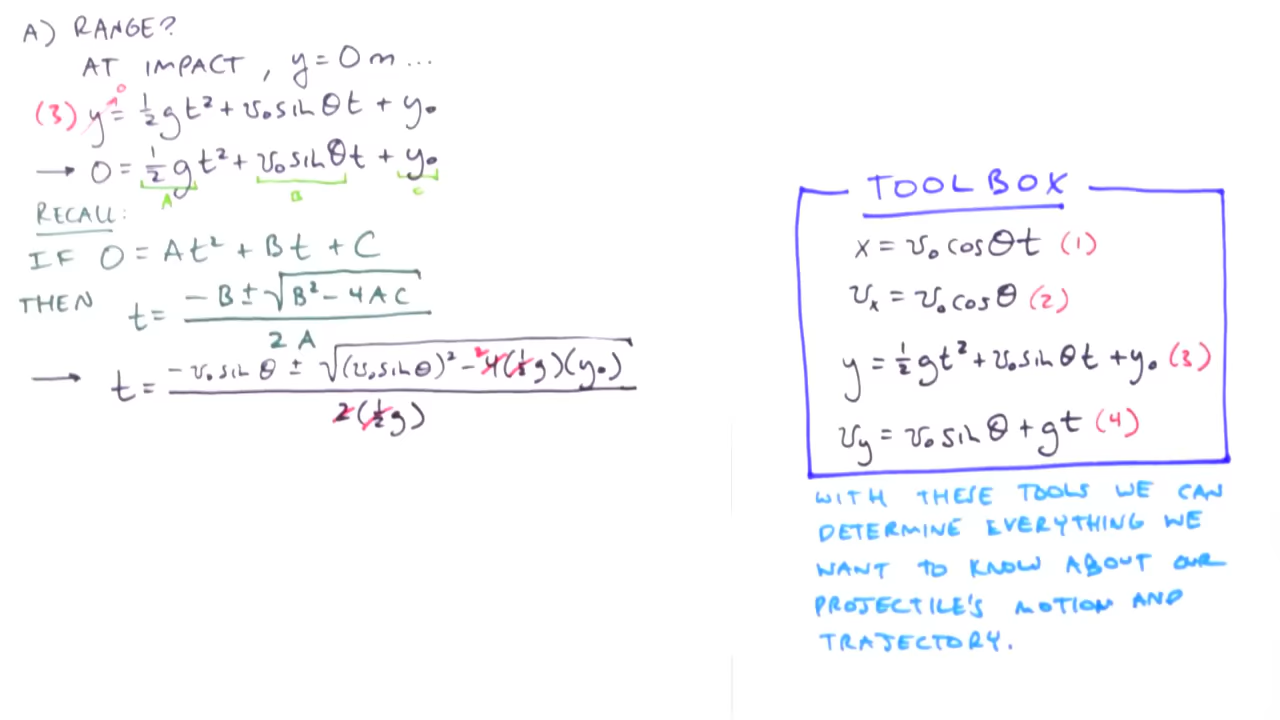 A) RANGE?
AT IMPACT, y = 0 m ...
(3) y = ½gt² + v₀sinθt + y₀
0
→ 0 = ½gt² + v₀sinθt + y₀
A B C
RECALL:
IF 0 = At² + Bt + C
THEN t = (-B ± √(B² - 4AC)) / 2A
→ t = (-v₀sinθ ± √((v₀sinθ)² - ²4(½g)(y₀))) / 2(½g)
TOOLBOX
x = v₀cosθt (1)
vₓ = v₀cosθ (2)
y = ½gt² + v₀sinθt + y₀ (3)
v_y = v₀sinθ + gt (4)
WITH THESE TOOLS WE CAN
DETERMINE EVERYTHING WE
WANT TO KNOW ABOUT OUR
PROJECTILE'S MOTION AND
TRAJECTORY.